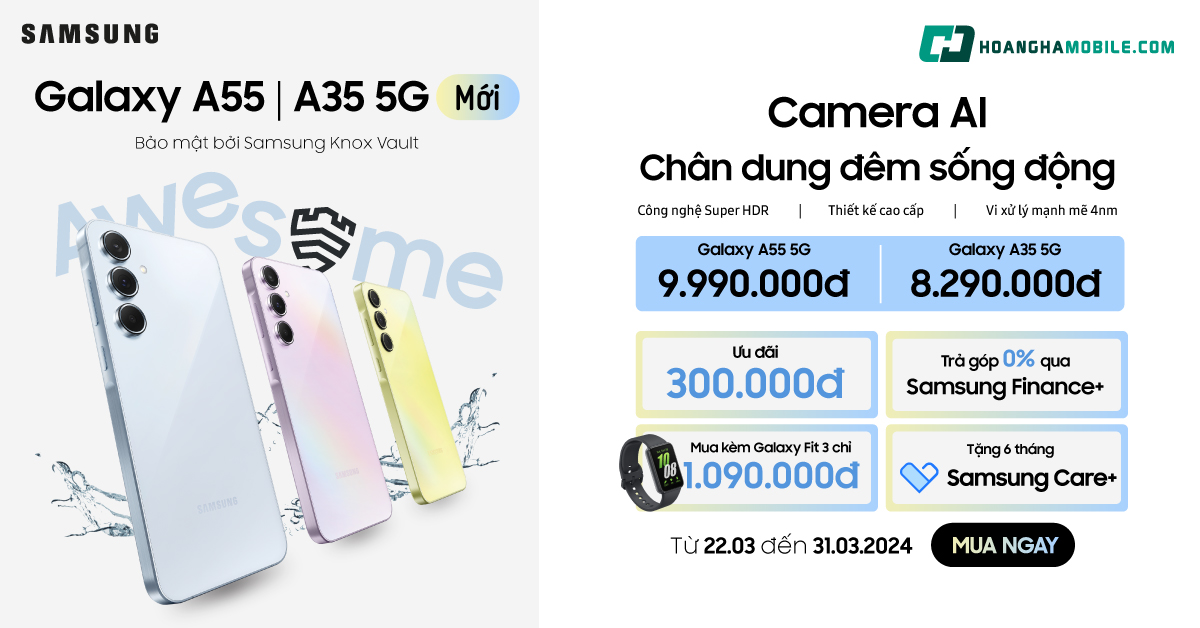 SAMSUNG
Galaxy A55 | A35 5G Mới
Bảo mật bởi Samsung Knox Vault
Awesome
SAMSUNG
SAMSUNG
HOANGHAMOBILE.COM
Camera AI
Chân dung đêm sống động
Công nghệ Super HDR | Thiết kế cao cấp | Vi xử lý mạnh mẽ 4nm
Galaxy A55 5G
9.990.000đ
Galaxy A35 5G
8.290.000đ
Ưu đãi
300.000đ
Trả góp 0% qua
Samsung Finance+
Mua kèm Galaxy Fit 3 chỉ
1.090.000đ
10
08
Tặng 6 tháng
Samsung Care+
Từ 22.03 đến 31.03.2024
MUA NGAY